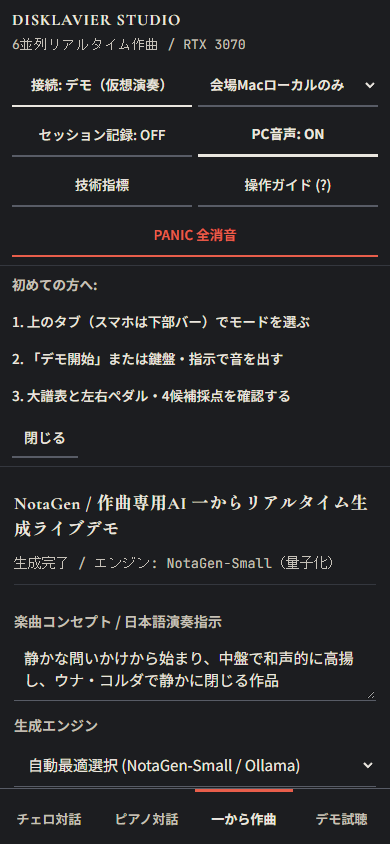 DISKLAVIER STUDIO
6並列リアルタイム作曲 / RTX 3070
接続: デモ（仮想演奏）
会場Macローカルのみ
セッション記録: OFF
PC音声: ON
技術指標
操作ガイド (?)
PANIC 全消音
初めての方へ:
1. 上のタブ（スマホは下部バー）でモードを選ぶ
2. 「デモ開始」または鍵盤・指示で音を出す
3. 大譜表と左右ペダル・4候補採点を確認する
閉じる
NotaGen / 作曲専用AI 一からリアルタイム生
成ライブデモ
生成完了 / エンジン: NotaGen-Small（量子化）
楽曲コンセプト / 日本語演奏指示
静かな問いかけから始まり、中盤で和声的に高揚
し、ウナ・コルダで静かに閉じる作品
生成エンジン
自動最適選択 (NotaGen-Small / Ollama)
チェロ対話
ピアノ対話
一から作曲
デモ試聴